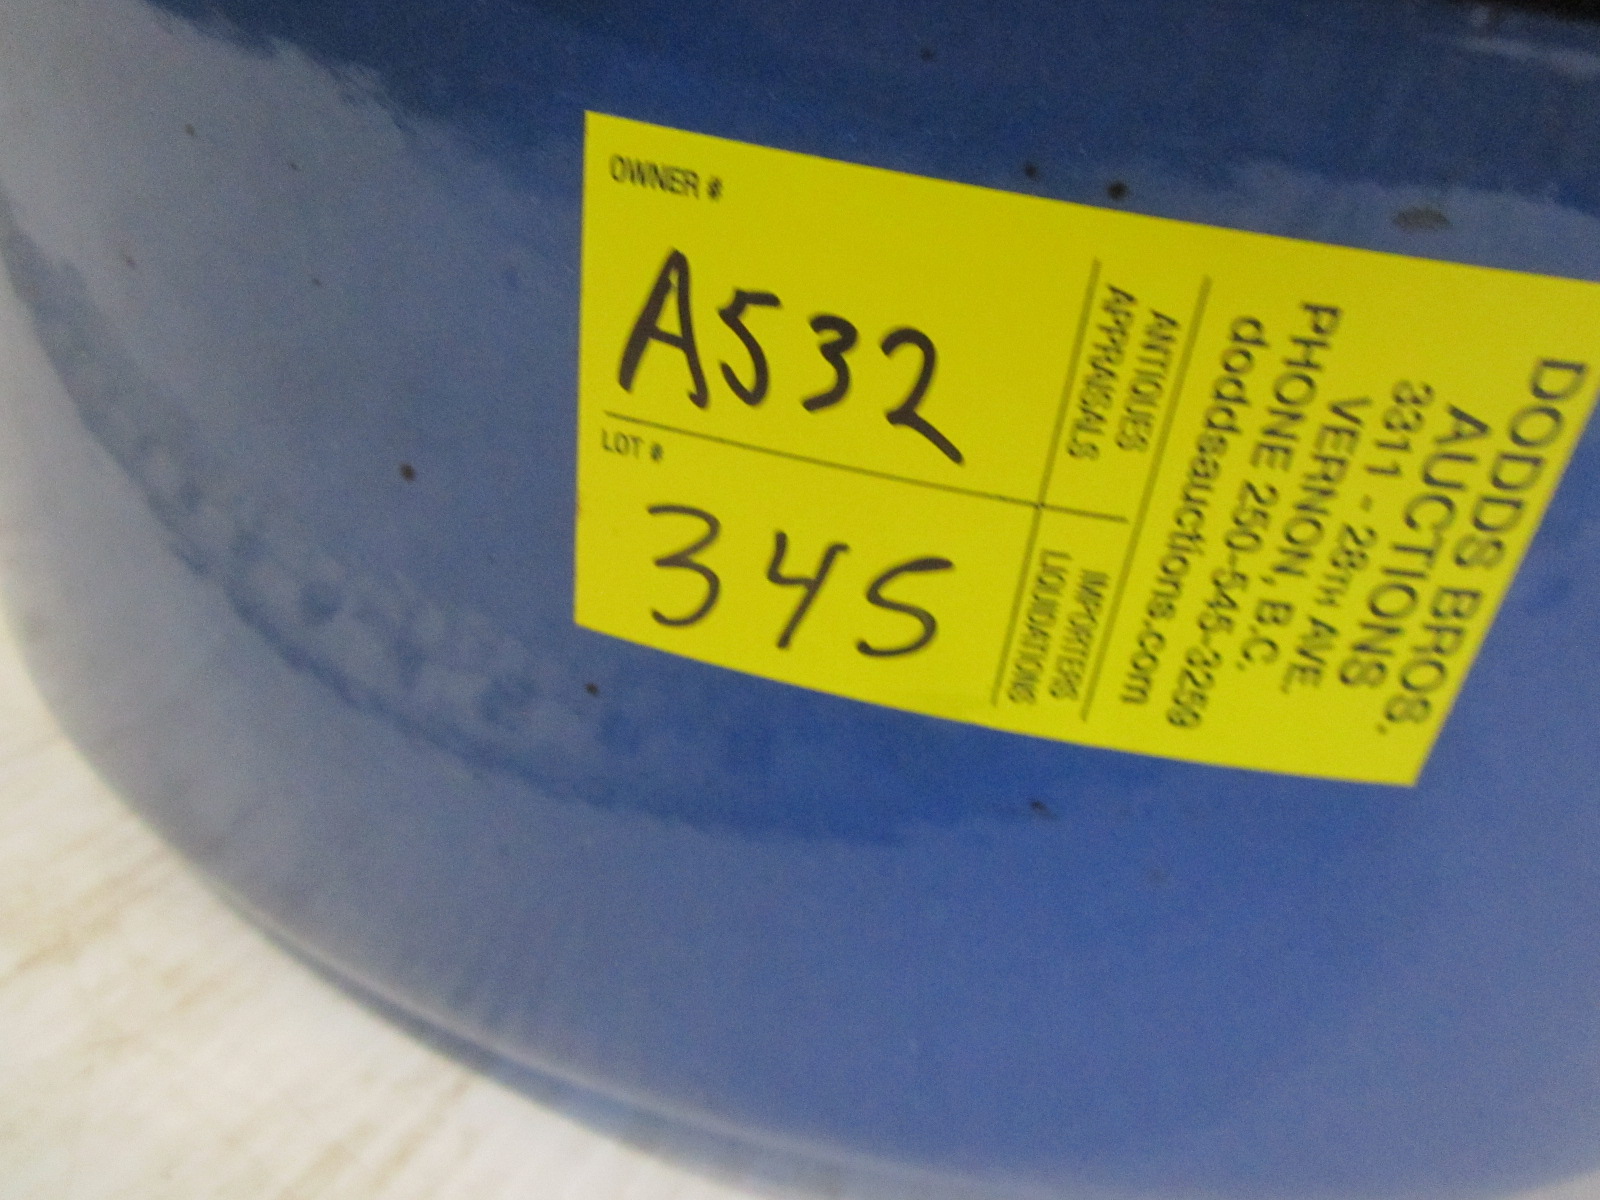 OWNER #
A532
LOT #
345
DODDS BROS.
AUCTIONS
3311 - 28TH AVE.
VERNON, B.C.
PHONE 250-545-3259
doddsauctions.com
ANTIQUES
APPRAISALS
IMPORTERS
LIQUIDATIONS